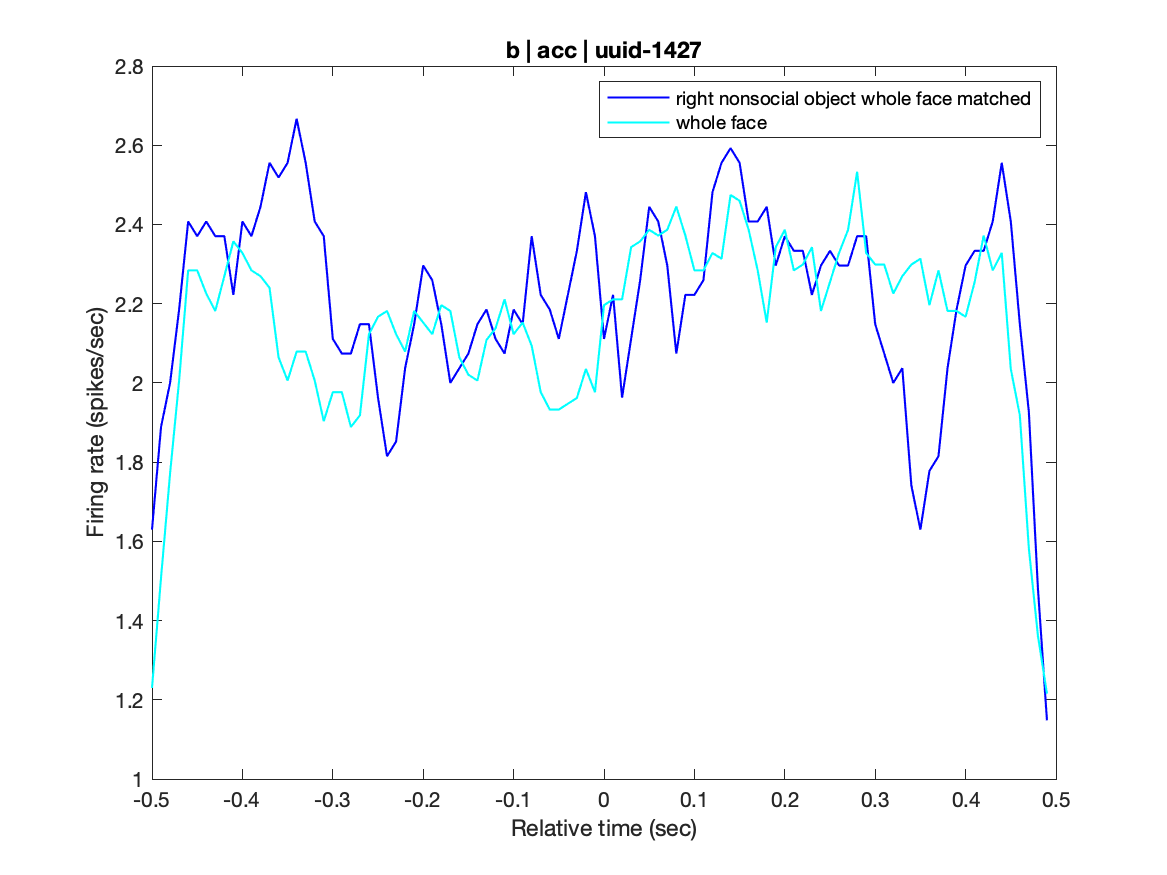 b | acc | uuid-1427
right nonsocial object whole face matched
whole face
2.8
2.6
2.4
2.2
2
1.8
1.6
1.4
1.2
1
Firing rate (spikes/sec)
-0.5 -0.4 -0.3 -0.2 -0.1 0 0.1 0.2 0.3 0.4 0.5
Relative time (sec)